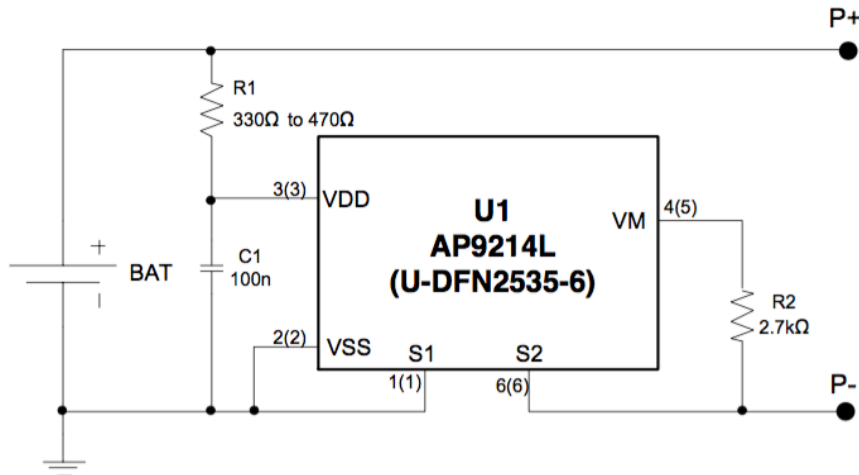 P+
R1
330Ω to 470Ω
3(3)
VDD
U1
AP9214L
(U-DFN2535-6)
VM
4(5)
+
BAT
C1
100n
R2
2.7kΩ
2(2)
VSS
S1
S2
1(1)
6(6)
P-